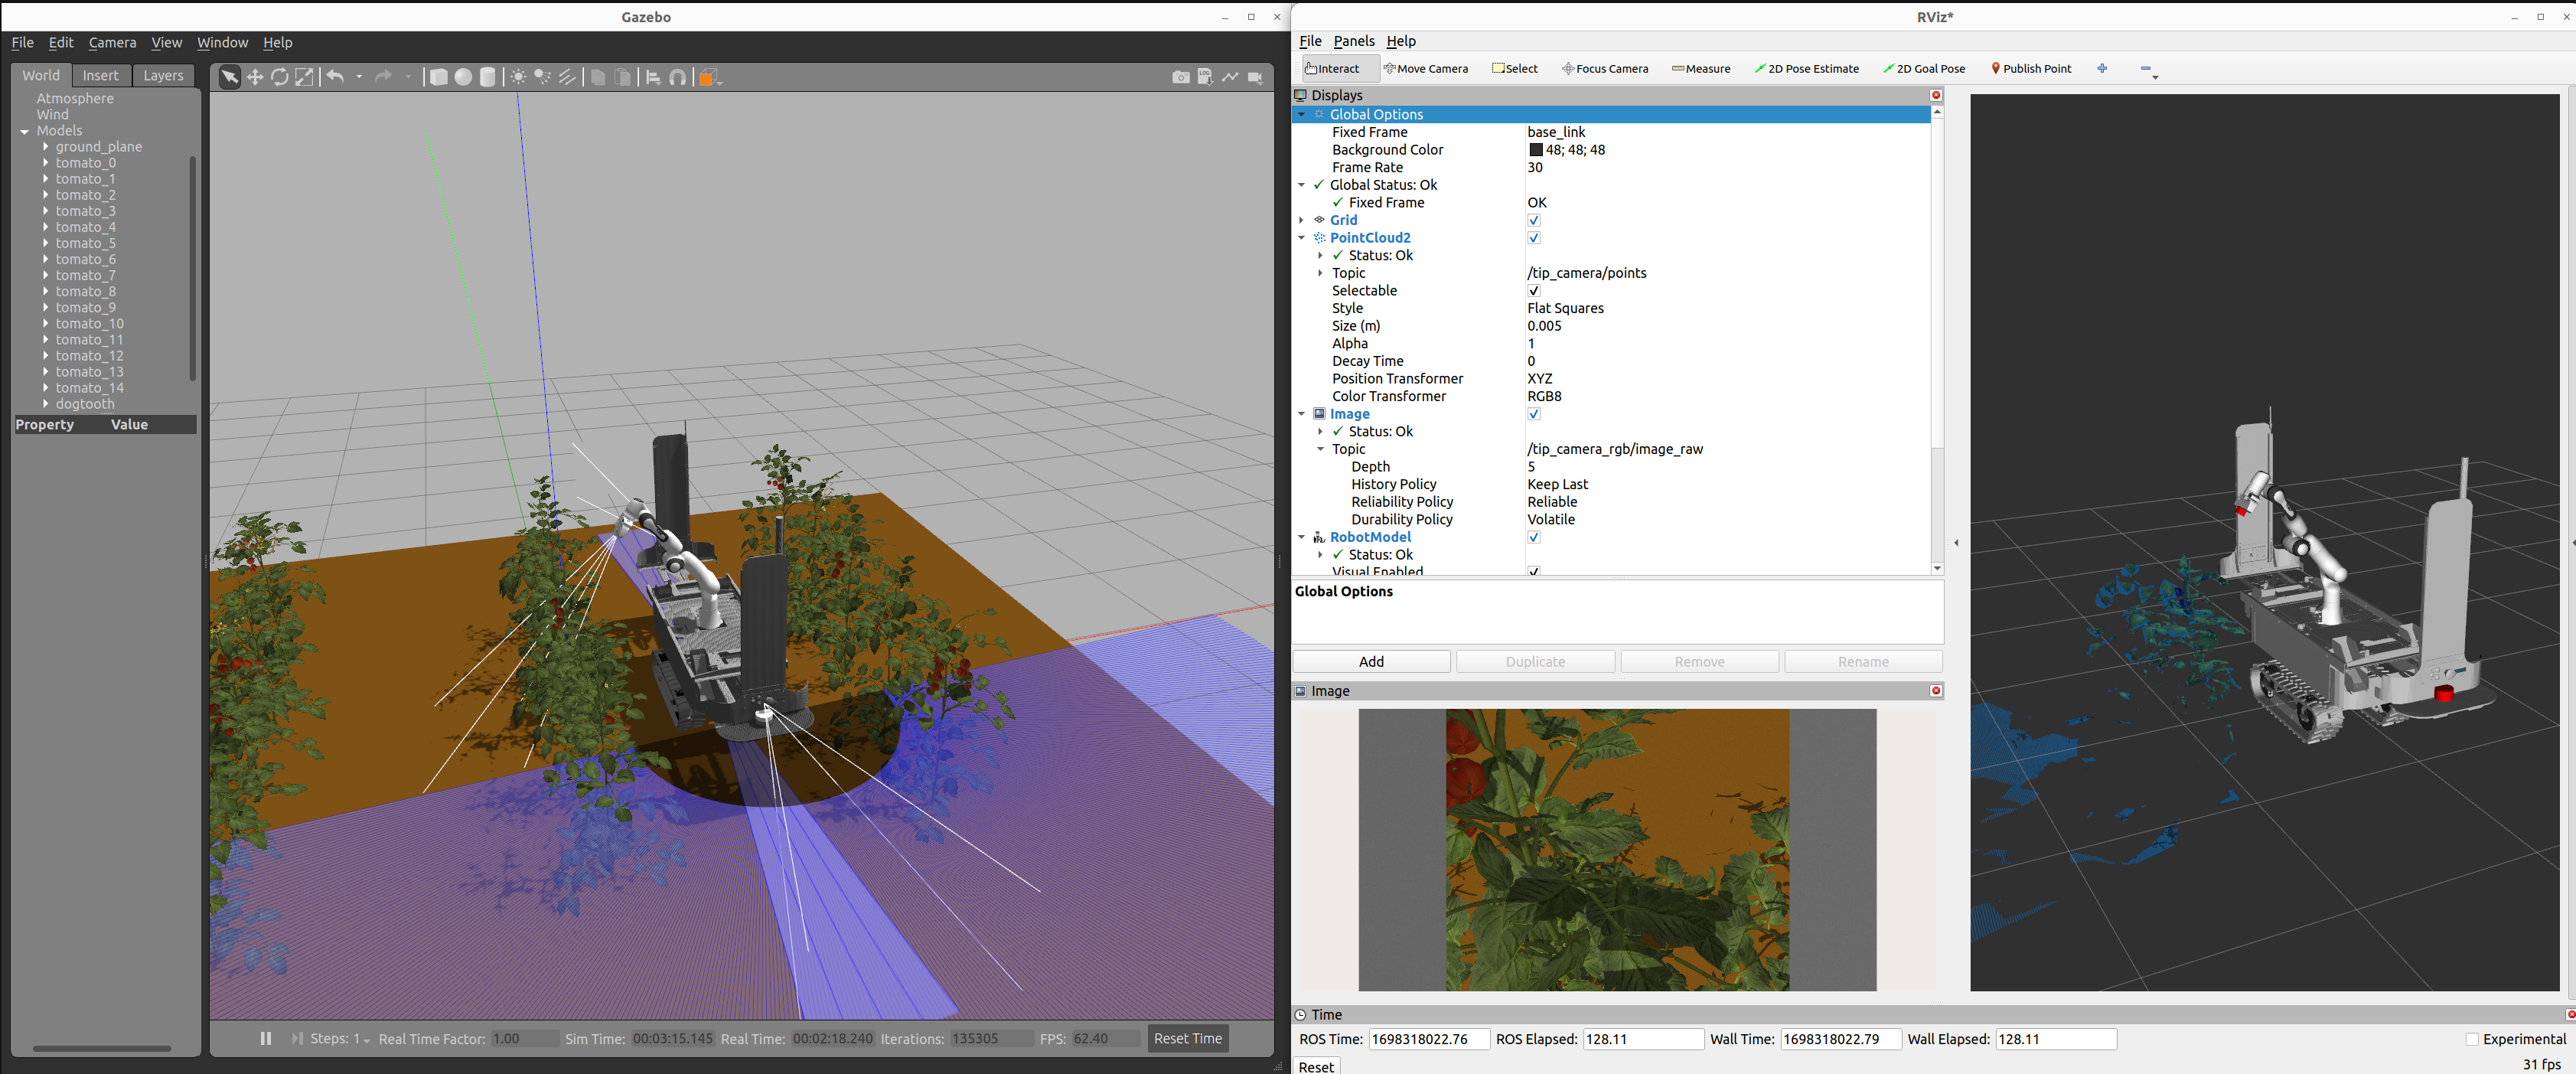 Gazebo
File Edit Camera View Window Help
World Insert Layers
Atmosphere
Wind
Models
ground_plane
tomato_0
tomato_1
tomato_2
tomato_3
tomato_4
tomato_5
tomato_6
tomato_7
tomato_8
tomato_9
tomato_10
tomato_11
tomato_12
tomato_13
tomato_14
dogtooth
Property Value
LOG
Steps: 1 Real Time Factor: 1.00 Sim Time: 00:03:15.145 Real Time: 00:02:18.240 Iterations: 135305 FPS: 62.40 Reset Time
RViz*
File Panels Help
Interact Move Camera Select Focus Camera Measure 2D Pose Estimate 2D Goal Pose Publish Point
Displays
Global Options
Fixed Frame base_link
Background Color 48; 48; 48
Frame Rate 30
Global Status: Ok
Fixed Frame OK
Grid
PointCloud2
Status: Ok
Topic /tip_camera/points
Selectable
Style Flat Squares
Size (m) 0.005
Alpha 1
Decay Time 0
Position Transformer XYZ
Color Transformer RGB8
Image
Status: Ok
Topic /tip_camera_rgb/image_raw
Depth 5
History Policy Keep Last
Reliability Policy Reliable
Durability Policy Volatile
RobotModel
Status: Ok
Visual Enabled
Global Options
Add Duplicate Remove Rename
Image
Time
ROS Time: 1698318022.76 ROS Elapsed: 128.11 Wall Time: 1698318022.79 Wall Elapsed: 128.11 Experimental
Reset 31 fps